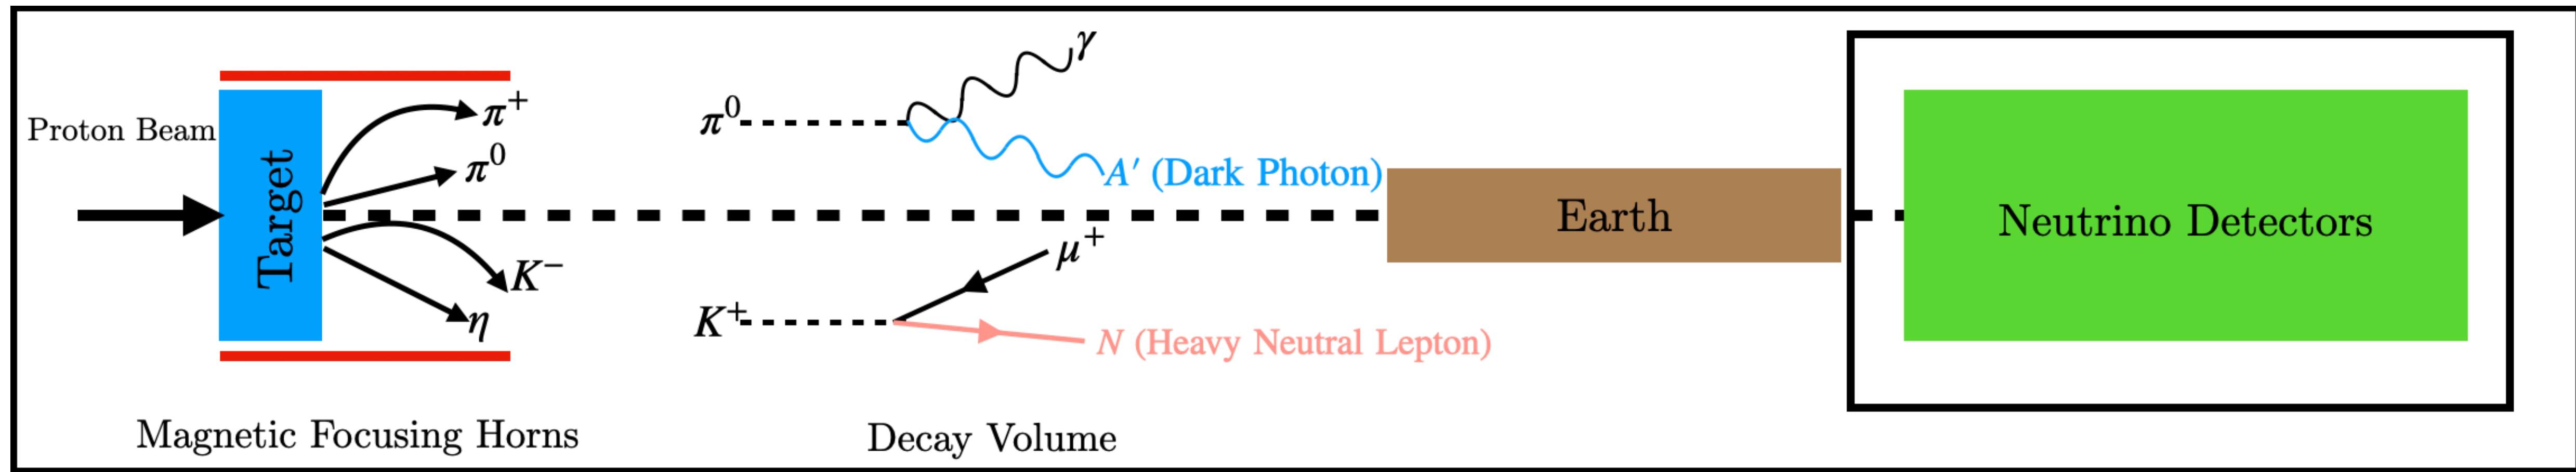 Proton Beam
Target
π⁺
π⁰
K⁻
η
Magnetic Focusing Horns
π⁰
γ
A′ (Dark Photon)
K⁺
μ⁺
N (Heavy Neutral Lepton)
Decay Volume
Earth
Neutrino Detectors